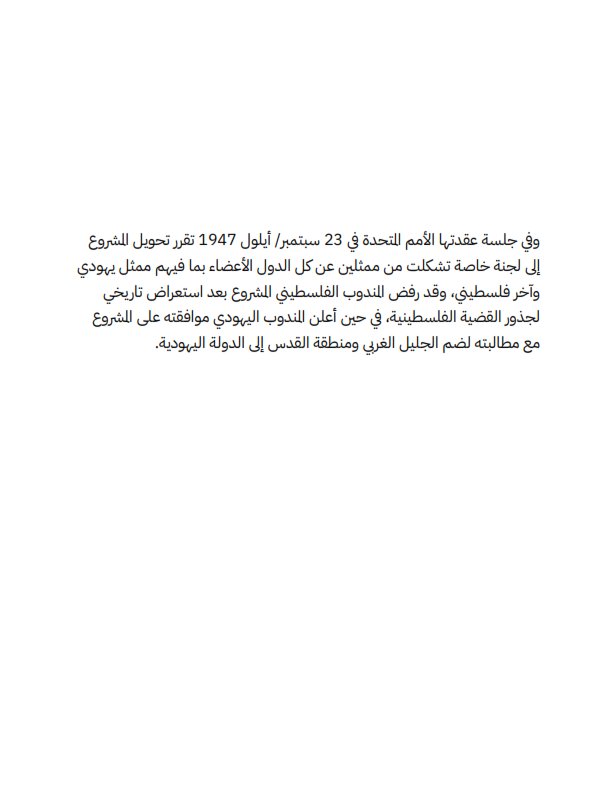 وفي جلسة عقدتها الأمم المتحدة في 23 سبتمبر/ أيلول 1947 تقرر تحويل المشروع
إلى لجنة خاصة تشكلت من ممثلين عن كل الدول الأعضاء بما فيهم ممثل يهودي
وآخر فلسطيني، وقد رفض المندوب الفلسطيني المشروع بعد استعراض تاريخي
لجذور القضية الفلسطينية، في حين أعلن المندوب اليهودي موافقته على المشروع
مع مطالبته لضم الجليل الغربي ومنطقة القدس إلى الدولة اليهودية.